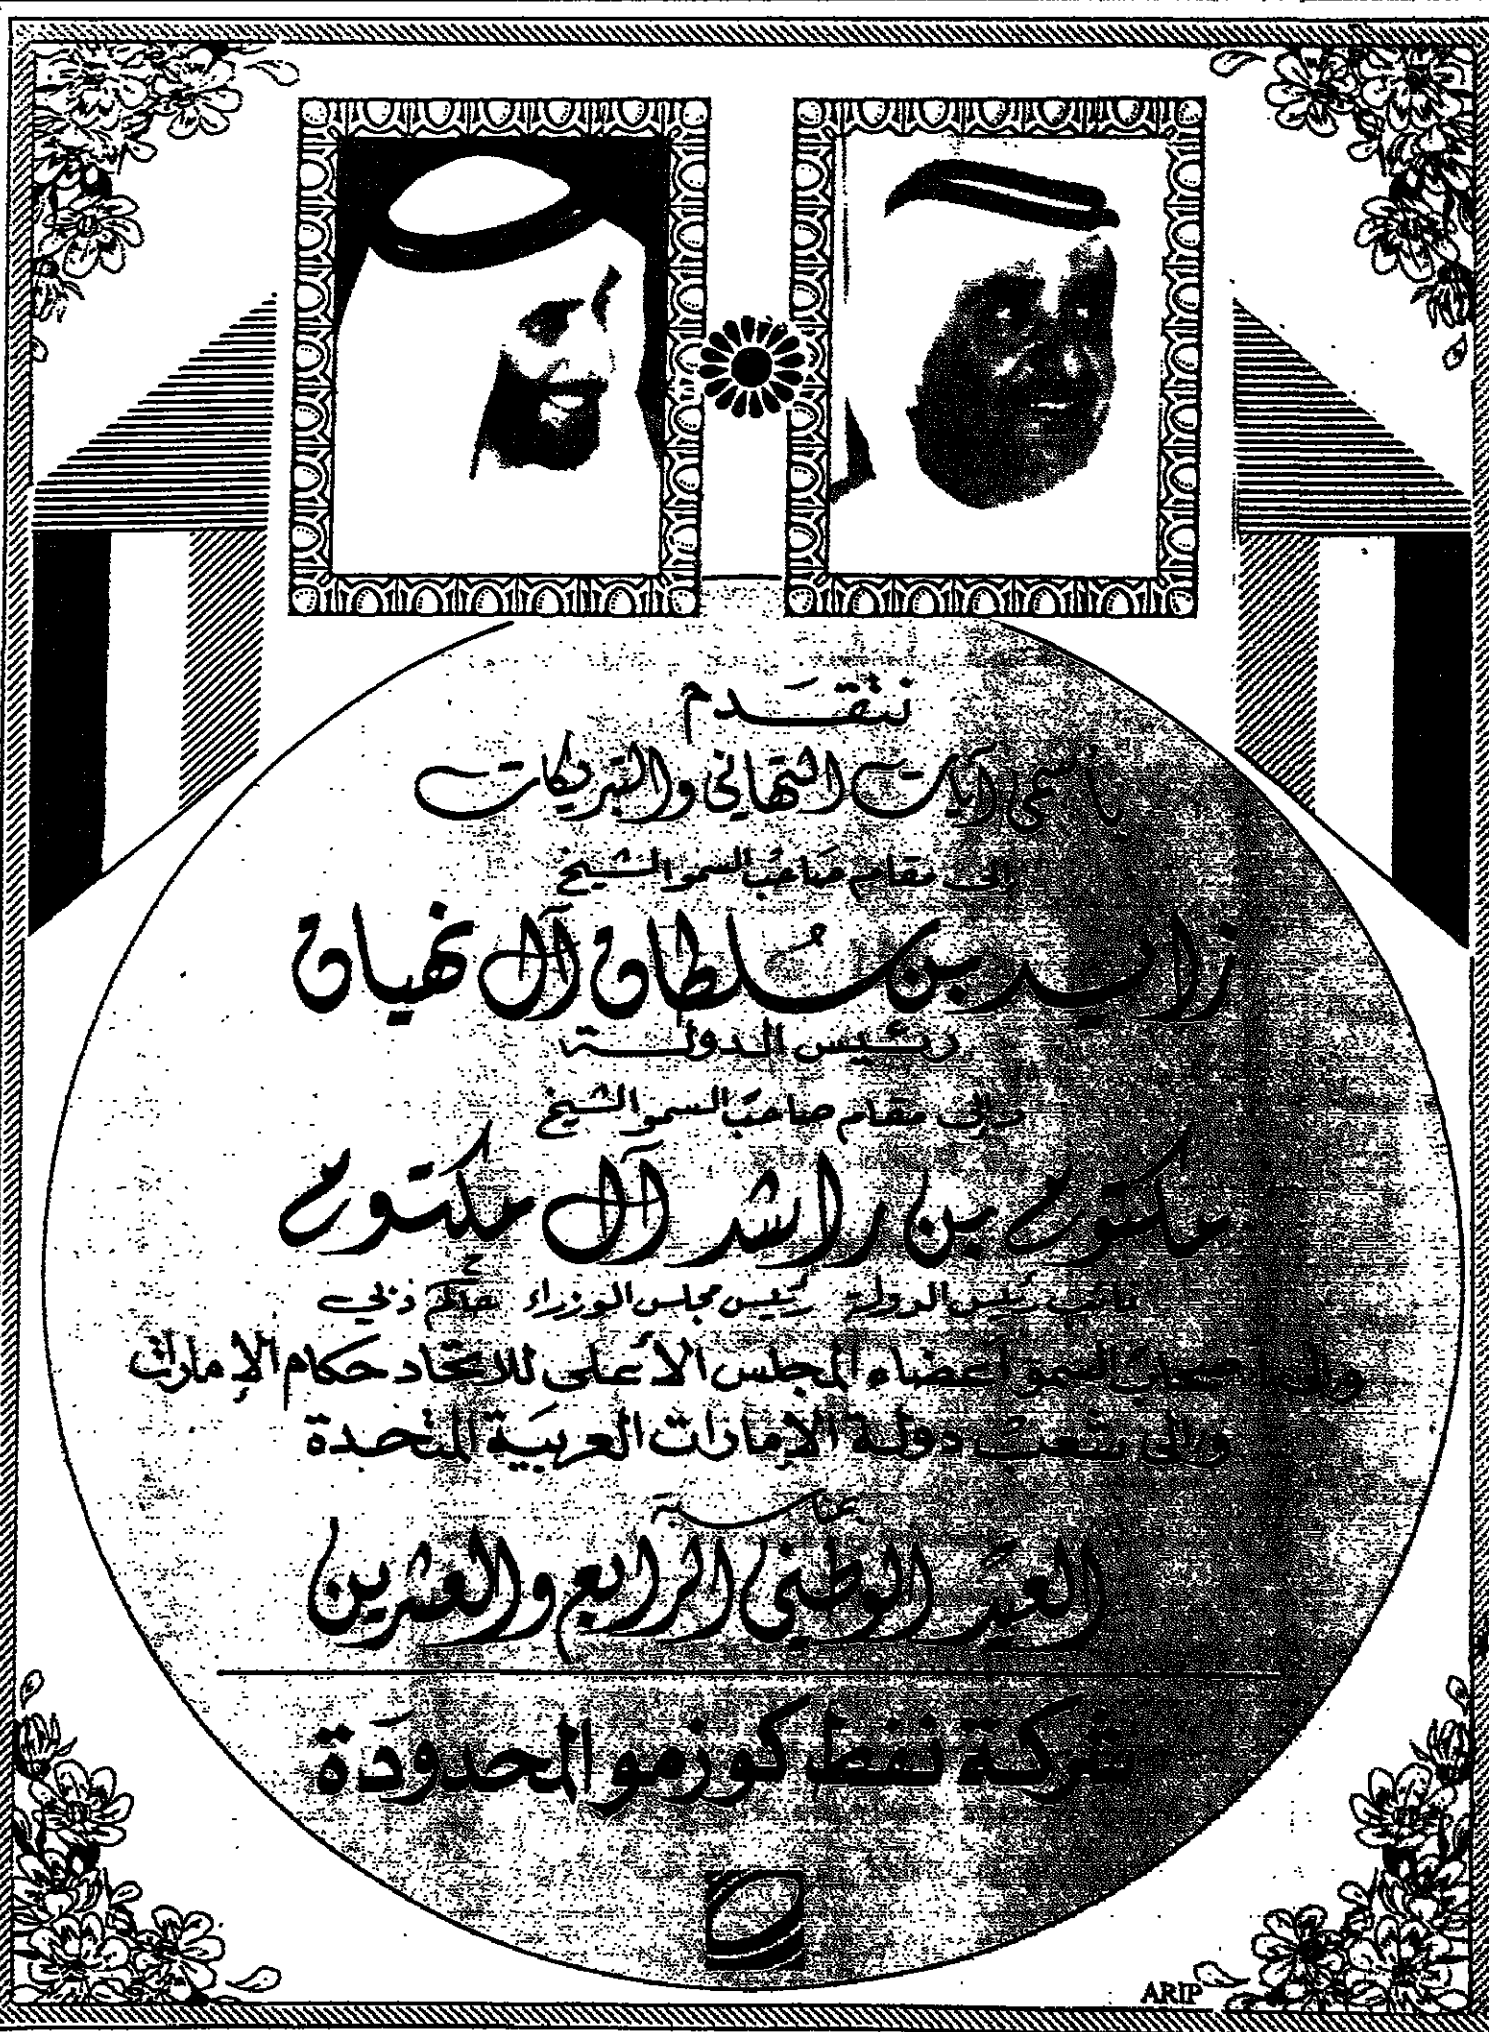 نتقدم
بأسمى آيات التهاني والتبريكات
إلى مقام صاحب السمو الشيخ
زايد بن سلطان آل نهيان
رئيس الدولة
وإلى مقام صاحب السمو الشيخ
مكتوم بن راشد آل مكتوم
نائب رئيس الدولة رئيس مجلس الوزراء حاكم دبي
وإلى أصحاب السمو أعضاء المجلس الأعلى للاتحاد حكام الإمارات
وإلى شعب دولة الإمارات العربية المتحدة
بمناسبة
العيد الوطني الرابع والعشرين
شركة نفط كوزمو المحدودة
ARIP